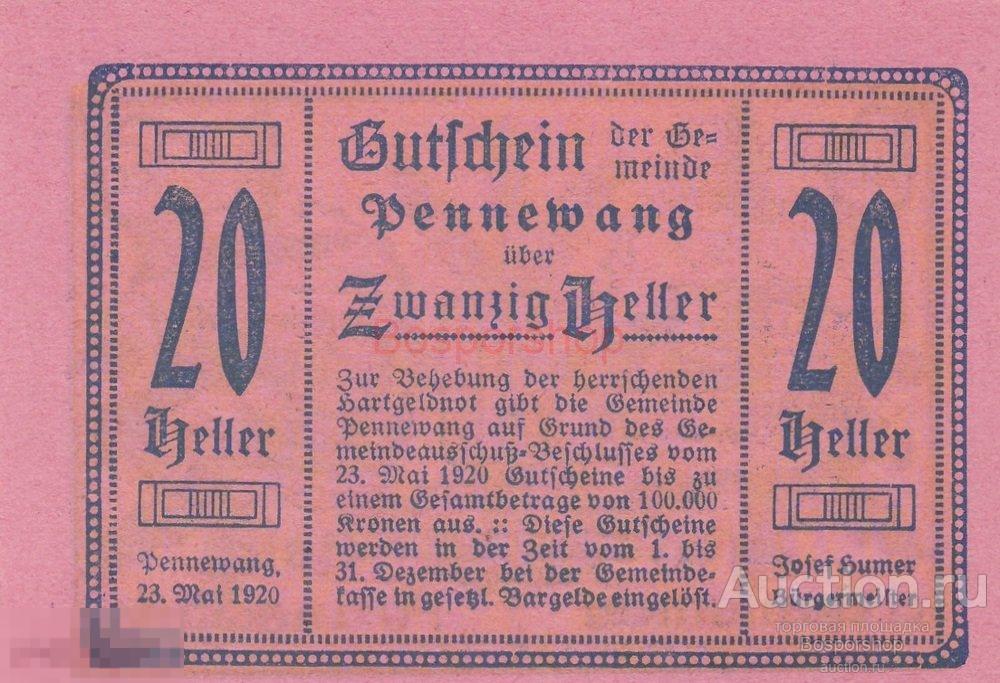 20
Heller
Pennewang,
23. Mai 1920
Gutschein der Ge=
meinde
Pennewang
über
Zwanzig Heller
Zur Behebung der herrschenden
Hartgeldnot gibt die Gemeinde
Pennewang auf Grund des Ge=
meindeausschuß=Beschlusses vom
23. Mai 1920 Gutscheine bis zu
einem Gesamtbetrage von 100.000
Kronen aus. :: Diese Gutscheine
werden in der Zeit vom 1. bis
31. Dezember bei der Gemeinde=
kasse in gesetzl. Bargelde eingelöst.
20
Heller
Josef Humer
Bürgermeister
Bosporshop
Auction.ru
торговая площадка
Bosporshop
auction.ru